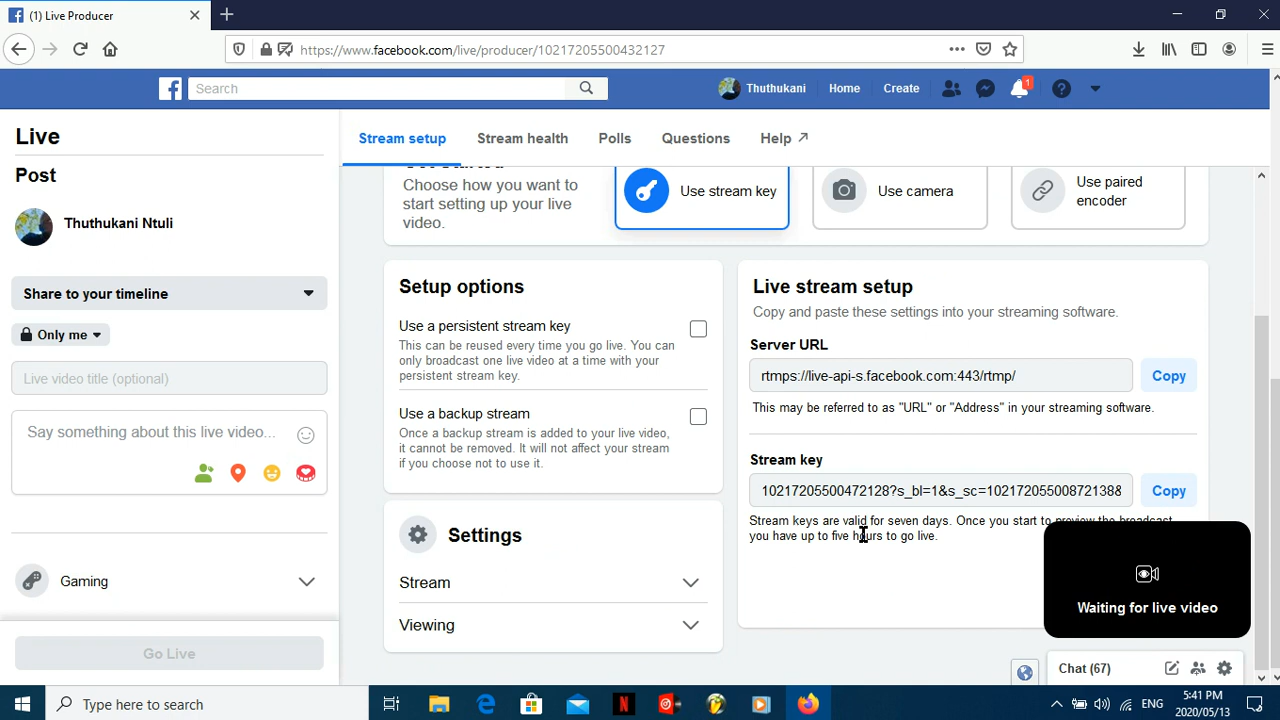 (1) Live Producer
https://www.facebook.com/live/producer/10217205500432127
Search
Thuthukani
Home
Create
1
Live
Post
Thuthukani Ntuli
Share to your timeline
Only me
Live video title (optional)
Say something about this live video...
Gaming
Go Live
Stream setup
Stream health
Polls
Questions
Help
Choose how you want to
start setting up your live
video.
Use stream key
Use camera
Use paired
encoder
Setup options
Use a persistent stream key
This can be reused every time you go live. You can
only broadcast one live video at a time with your
persistent stream key.
Use a backup stream
Once a backup stream is added to your live video,
it cannot be removed. It will not affect your stream
if you choose not to use it.
Settings
Stream
Viewing
Live stream setup
Copy and paste these settings into your streaming software.
Server URL
rtmps://live-api-s.facebook.com:443/rtmp/
Copy
This may be referred to as "URL" or "Address" in your streaming software.
Stream key
10217205500472128?s_bl=1&s_sc=10217205500872138&
Copy
Stream keys are valid for seven days. Once you start to preview the broadcast
you have up to five hours to go live.
Waiting for live video
Chat (67)
Type here to search
ENG
5:41 PM
2020/05/13